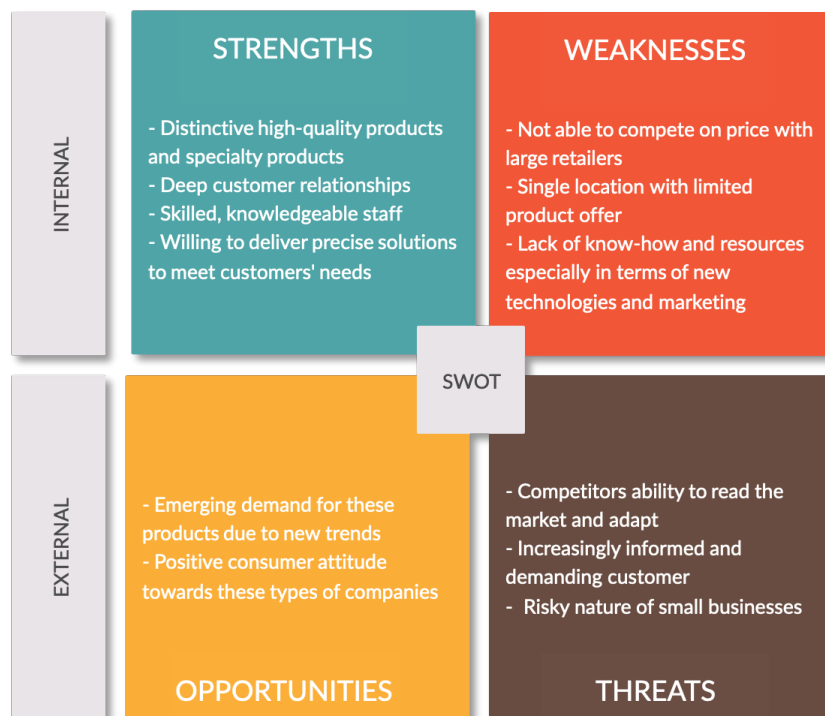 INTERNAL
STRENGTHS
- Distinctive high-quality products
and specialty products
- Deep customer relationships
- Skilled, knowledgeable staff
- Willing to deliver precise solutions
to meet customers' needs
WEAKNESSES
- Not able to compete on price with
large retailers
- Single location with limited
product offer
- Lack of know-how and resources
especially in terms of new
technologies and marketing
SWOT
EXTERNAL
- Emerging demand for these
products due to new trends
- Positive consumer attitude
towards these types of companies
OPPORTUNITIES
- Competitors ability to read the
market and adapt
- Increasingly informed and
demanding customer
- Risky nature of small businesses
THREATS